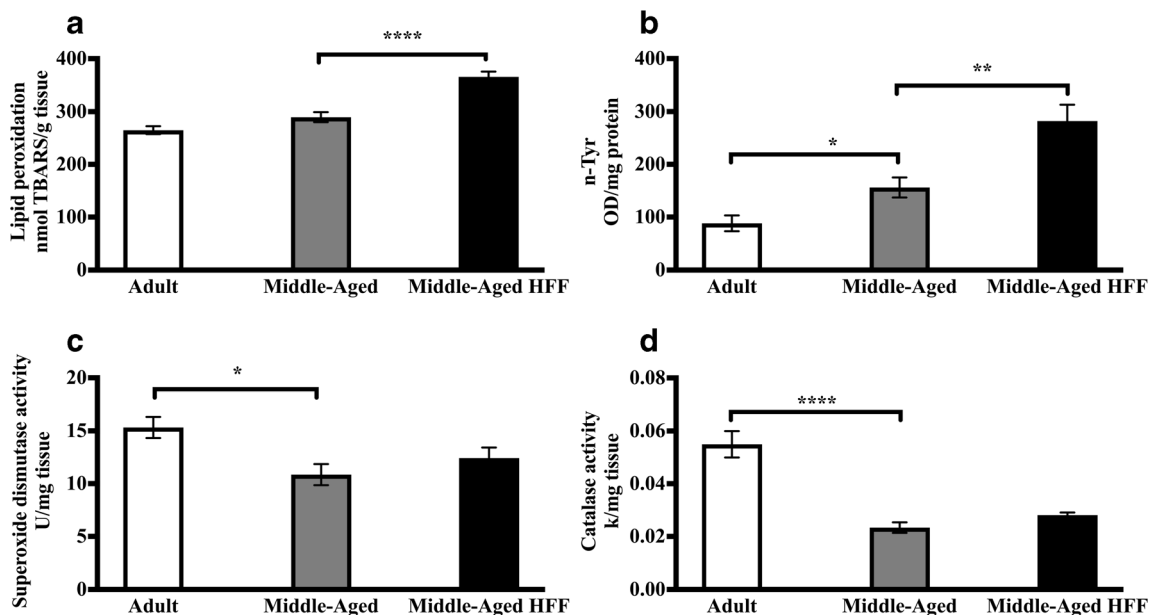 a
Lipid peroxidation
nmol TBARS/g tissue
400
300
200
100
0
****
Adult
Middle-Aged
Middle-Aged HFF
b
n-Tyr
OD/mg protein
400
300
200
100
0
*
**
Adult
Middle-Aged
Middle-Aged HFF
c
Superoxide dismutase activity
U/mg tissue
20
15
10
5
0
*
Adult
Middle-Aged
Middle-Aged HFF
d
Catalase activity
k/mg tissue
0.08
0.06
0.04
0.02
0.00
****
Adult
Middle-Aged
Middle-Aged HFF